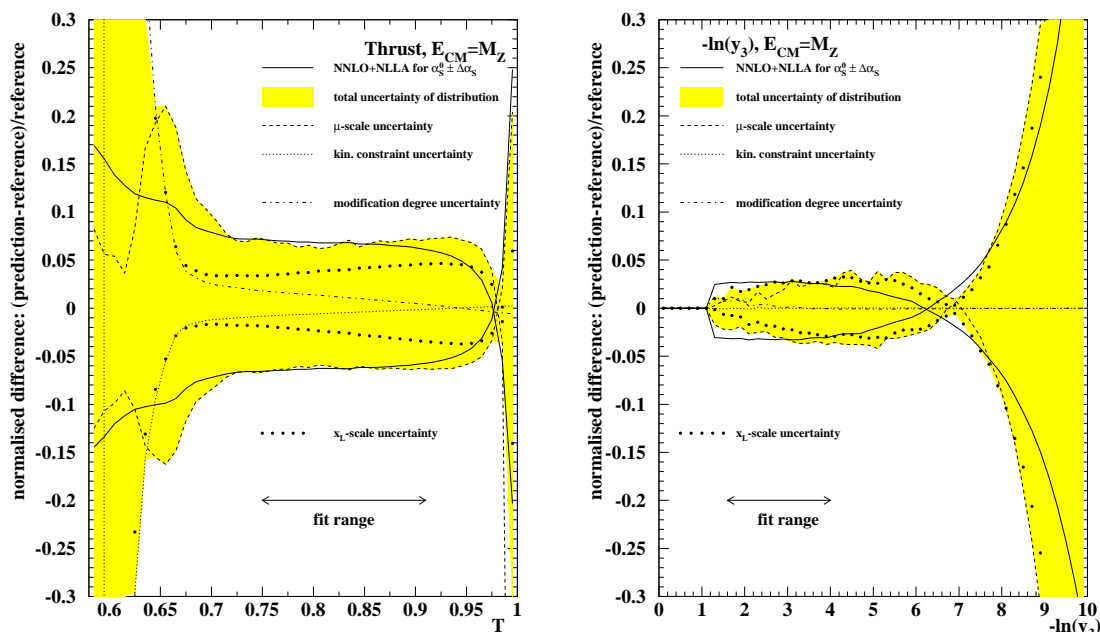 normalised difference: (prediction-reference)/reference
0.3
0.25
0.2
0.15
0.1
0.05
0
-0.05
-0.1
-0.15
-0.2
-0.25
-0.3
Thrust, E_CM=M_Z
NNLO+NLLA for α_S^0 ± Δα_S
total uncertainty of distribution
μ-scale uncertainty
kin. constraint uncertainty
modification degree uncertainty
x_L-scale uncertainty
fit range
0.6 0.65 0.7 0.75 0.8 0.85 0.9 0.95 1
T
normalised difference: (prediction-reference)/reference
0.3
0.25
0.2
0.15
0.1
0.05
0
-0.05
-0.1
-0.15
-0.2
-0.25
-0.3
-ln(y_3), E_CM=M_Z
NNLO+NLLA for α_S^0 ± Δα_S
total uncertainty of distribution
μ-scale uncertainty
kin. constraint uncertainty
modification degree uncertainty
x_L-scale uncertainty
fit range
0 1 2 3 4 5 6 7 8 9 10
-ln(y_3)